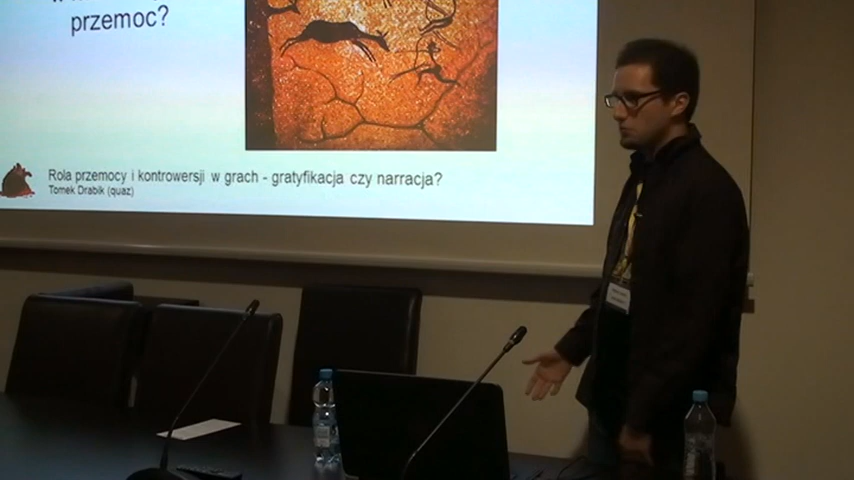 przemoc?
Rola przemocy i kontrowersji w grach - gratyfikacja czy narracja?
Tomek Drabik (quaz)